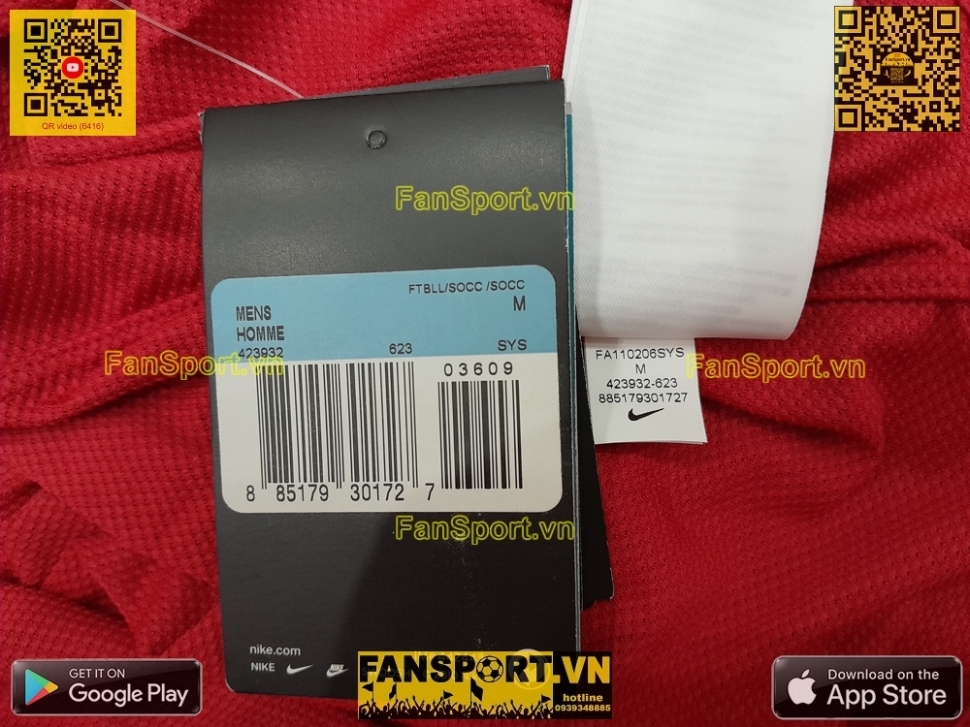 QR video (6416)
FanSport.vn
FTBLL/SOCC /SOCC
MENS
M
HOMME
423932 623 SYS
03609
8 85179 30172 7
FA110206SYS
M
423932-623
885179301727
FanSport.vn
FanSport.vn
FanSport.vn
nike.com
NIKE
FANSPORT.VN
hotline
0939348885
GET IT ON
Google Play
Download on the
App Store